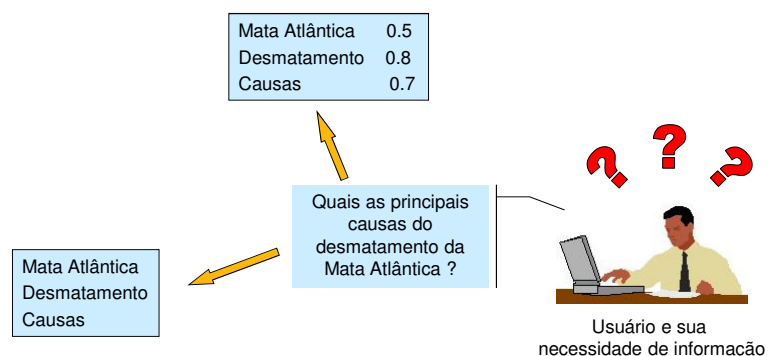 Mata Atlântica 0.5
Desmatamento 0.8
Causas 0.7
? ? ?
Quais as principais
causas do
desmatamento da
Mata Atlântica ?
Mata Atlântica
Desmatamento
Causas
Usuário e sua
necessidade de informação